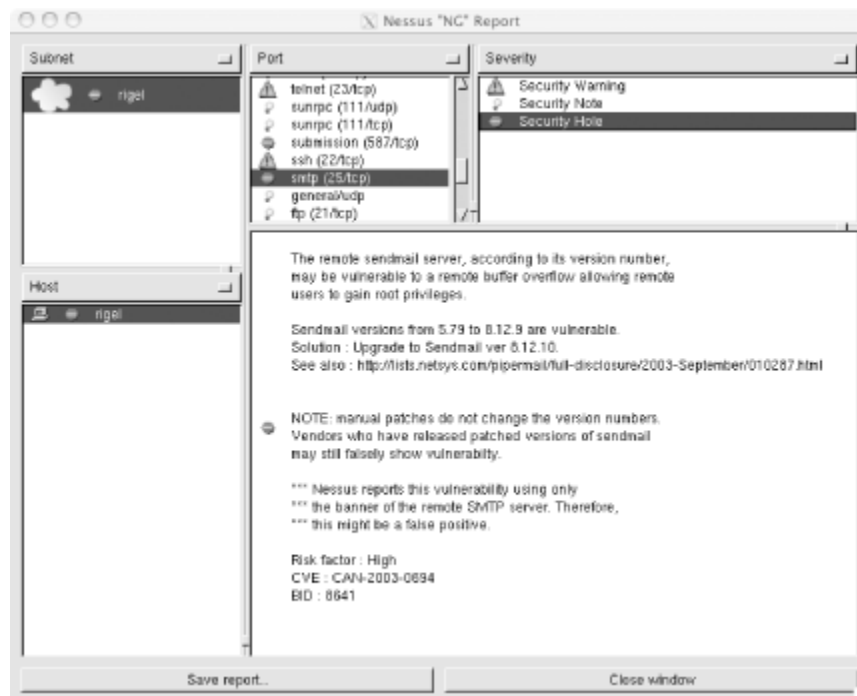 Nessus "NG" Report
Subnet
rigel
Port
telnet (23/tcp)
sunrpc (111/udp)
sunrpc (111/tcp)
submission (587/tcp)
ssh (22/tcp)
smtp (25/tcp)
general/udp
ftp (21/tcp)
Severity
Security Warning
Security Note
Security Hole
Host
rigel
The remote sendmail server, according to its version number,
may be vulnerable to a remote buffer overflow allowing remote
users to gain root privileges.
Sendmail versions from 5.79 to 8.12.9 are vulnerable.
Solution : Upgrade to Sendmail ver 8.12.10.
See also : http://lists.netsys.com/pipermail/full-disclosure/2003-September/010287.html
NOTE: manual patches do not change the version numbers.
Vendors who have released patched versions of sendmail
may still falsely show vulnerabilty.
*** Nessus reports this vulnerability using only
*** the banner of the remote SMTP server. Therefore,
*** this might be a false positive.
Risk factor : High
CVE : CAN-2003-0694
BID : 8641
Save report...
Close window